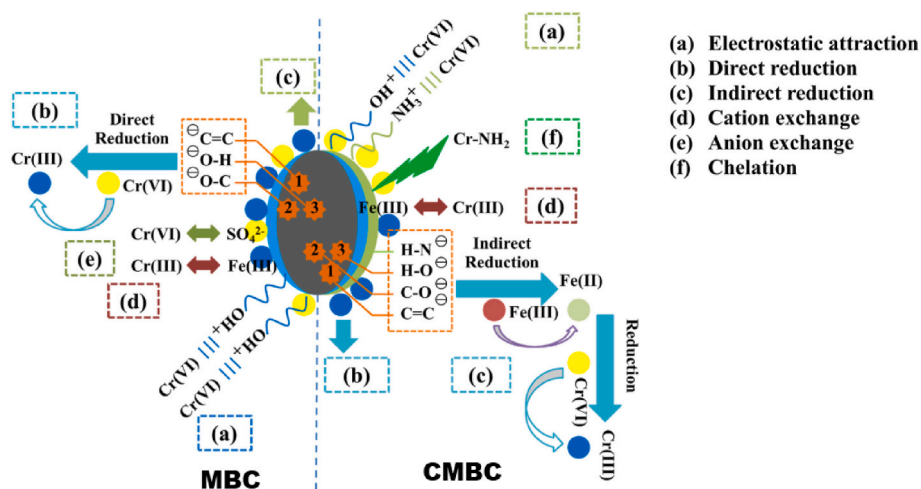 (a)
OH⁺ ||| Cr(VI)
NH₃⁺ ||| Cr(VI)
(c)
(b)
Direct
Reduction
⊖
C=C
⊖
O-H
⊖
O-C
Cr(III)
Cr(VI)
Cr-NH₂
(f)
1
2
3
Fe(III)
Cr(III)
(d)
Cr(VI)
SO₄²⁻
(e)
Cr(III)
Fe(III)
(d)
2
3
1
H-N ⊖
H-O ⊖
C-O ⊖
C=C ⊖
Indirect
Reduction
Fe(II)
Fe(III)
Reduction
Cr(VI)
Cr(III)
Cr(VI) ||| ⁺HO
Cr(VI) ||| ⁺HO
(a)
(b)
(c)
MBC
CMBC
(a) Electrostatic attraction
(b) Direct reduction
(c) Indirect reduction
(d) Cation exchange
(e) Anion exchange
(f) Chelation